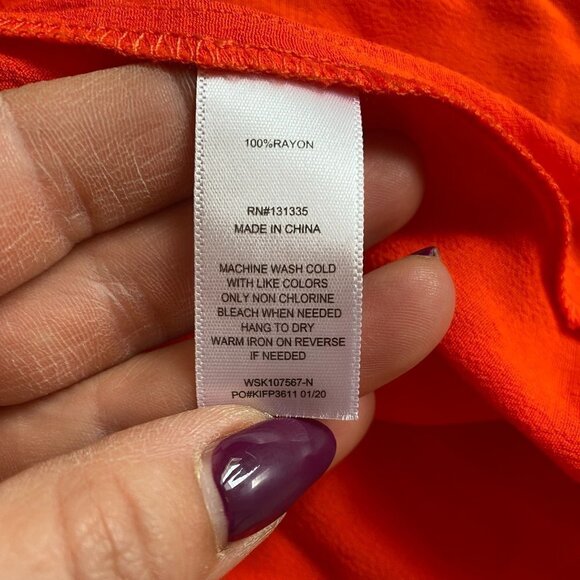 100%RAYON
RN#131335
MADE IN CHINA
MACHINE WASH COLD
WITH LIKE COLORS
ONLY NON CHLORINE
BLEACH WHEN NEEDED
HANG TO DRY
WARM IRON ON REVERSE
IF NEEDED
WSK107567-N
PO#KIFP3611 01/20